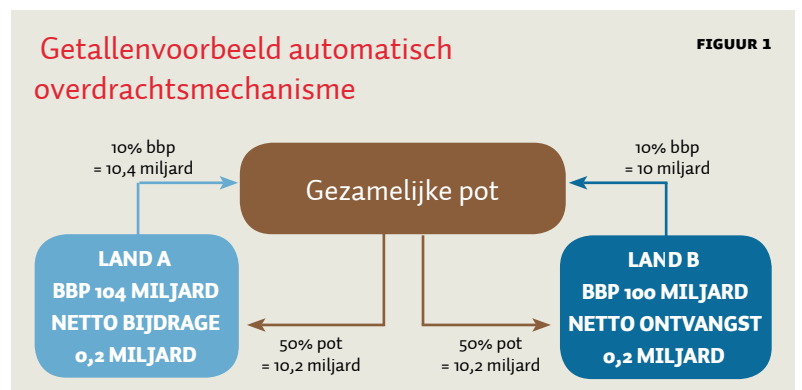 Getallenvoorbeeld automatisch
overdrachtsmechanisme
FIGUUR 1
10% bbp
= 10,4 miljard
Gezamelijke pot
10% bbp
= 10 miljard
LAND A
BBP 104 MILJARD
NETTO BIJDRAGE
0,2 MILJARD
50% pot
= 10,2 miljard
50% pot
= 10,2 miljard
LAND B
BBP 100 MILJARD
NETTO ONTVANGST
0,2 MILJARD